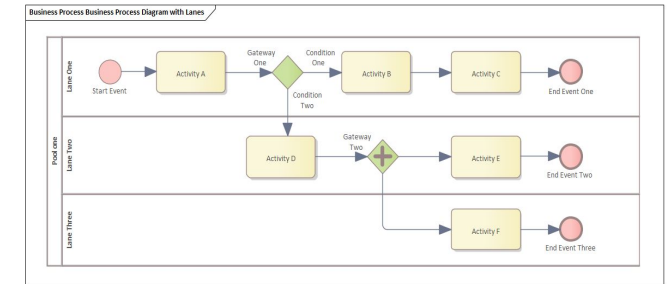 Business Process Business Process Diagram with Lanes
Pool one
Lane One
Start Event
Activity A
Gateway
One
Condition
One
Activity B
Activity C
End Event One
Condition
Two
Lane Two
Activity D
Gateway
Two
Activity E
End Event Two
Lane Three
Activity F
End Event Three